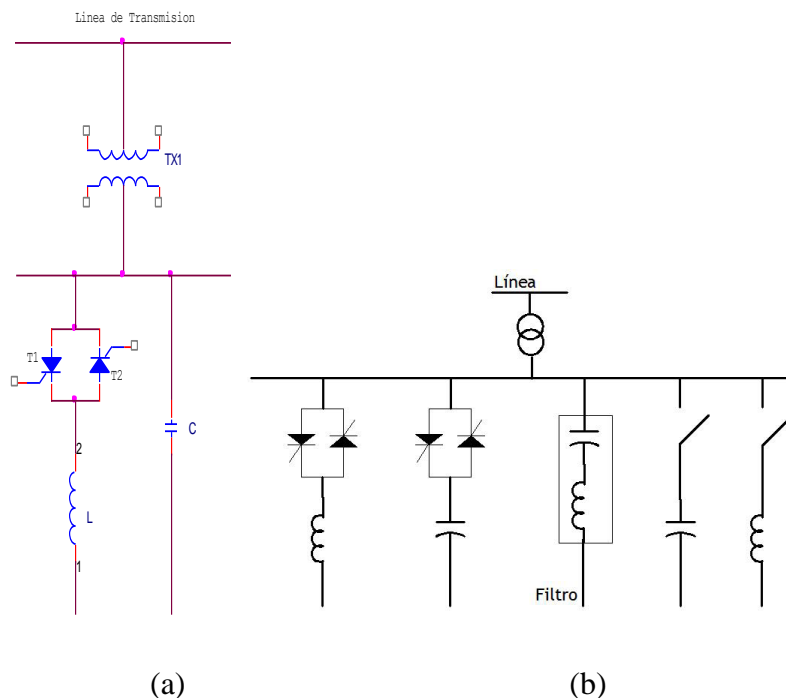 Linea de Transmision
TX1
T1
T2
2
C
L
1
Línea
Filtro
(a)
(b)